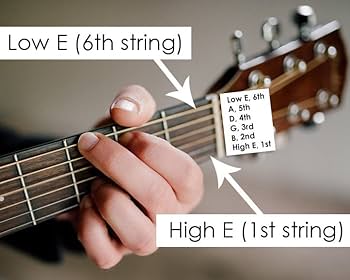 Low E (6th string)
Low E, 6th
A, 5th
D, 4th
G, 3rd
B, 2nd
High E, 1st
High E (1st string)